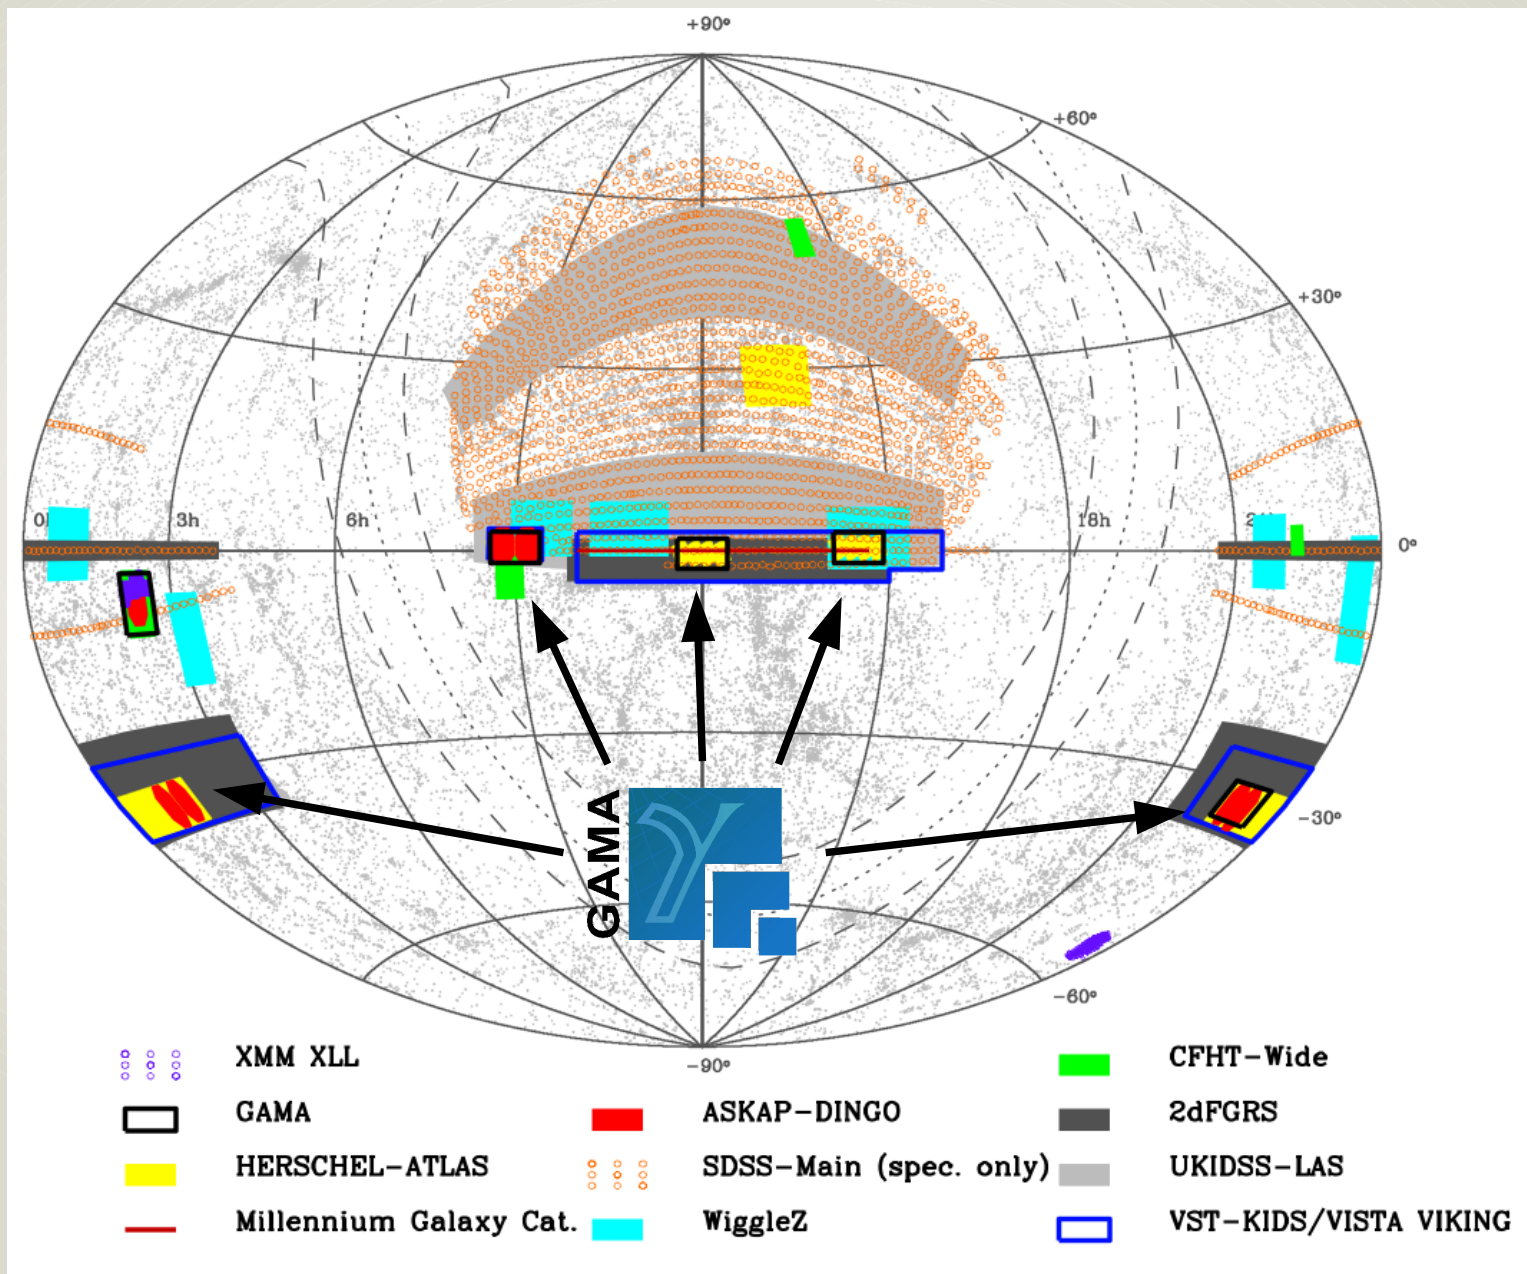 +90°
+60°
+30°
0h 3h 6h 18h
0°
-30°
GAMA
-60°
-90°
XMM XLL
CFHT-Wide
GAMA
ASKAP-DINGO
2dFGRS
HERSCHEL-ATLAS
SDSS-Main (spec. only)
UKIDSS-LAS
Millennium Galaxy Cat.
WiggleZ
VST-KIDS/VISTA VIKING